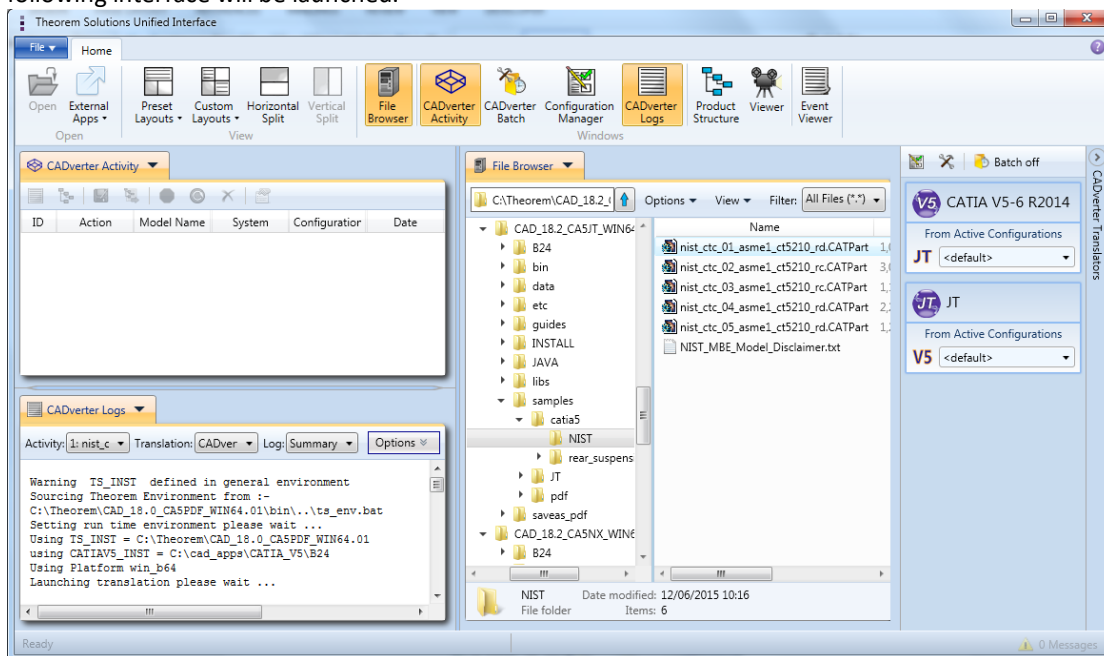 following interface will be launched.
Theorem Solutions Unified Interface
File Home
Open External Apps Preset Layouts Custom Layouts Horizontal Split Vertical Split File Browser CADverter Activity CADverter Batch Configuration Manager CADverter Logs Product Structure Viewer Event Viewer
Open View Windows
CADverter Activity
ID Action Model Name System Configuration Date
CADverter Logs
Activity: 1: nist_c Translation: CADver Log: Summary Options
Warning TS_INST defined in general environment
Sourcing Theorem Environment from :-
C:\Theorem\CAD_18.0_CA5PDF_WIN64.01\bin\..\ts_env.bat
Setting run time environment please wait ...
Using TS_INST = C:\Theorem\CAD_18.0_CA5PDF_WIN64.01
using CATIAV5_INST = C:\cad_apps\CATIA_V5\B24
Using Platform win_b64
Launching translation please wait ...
File Browser
C:\Theorem\CAD_18.2_( Options View Filter: All Files (*.*)
CAD_18.2_CA5JT_WIN64
B24
bin
data
etc
guides
INSTALL
JAVA
libs
samples
catia5
NIST
rear_suspens
JT
pdf
saveas_pdf
CAD_18.2_CA5NX_WIN6
B24
Name
nist_ctc_01_asme1_ct5210_rd.CATPart
nist_ctc_02_asme1_ct5210_rc.CATPart
nist_ctc_03_asme1_ct5210_rc.CATPart
nist_ctc_04_asme1_ct5210_rd.CATPart
nist_ctc_05_asme1_ct5210_rd.CATPart
NIST_MBE_Model_Disclaimer.txt
NIST Date modified: 12/06/2015 10:16
File folder Items: 6
Batch off
V5 CATIA V5-6 R2014
From Active Configurations
JT <default>
JT JT
From Active Configurations
V5 <default>
CADverter Translators
Ready
0 Messages